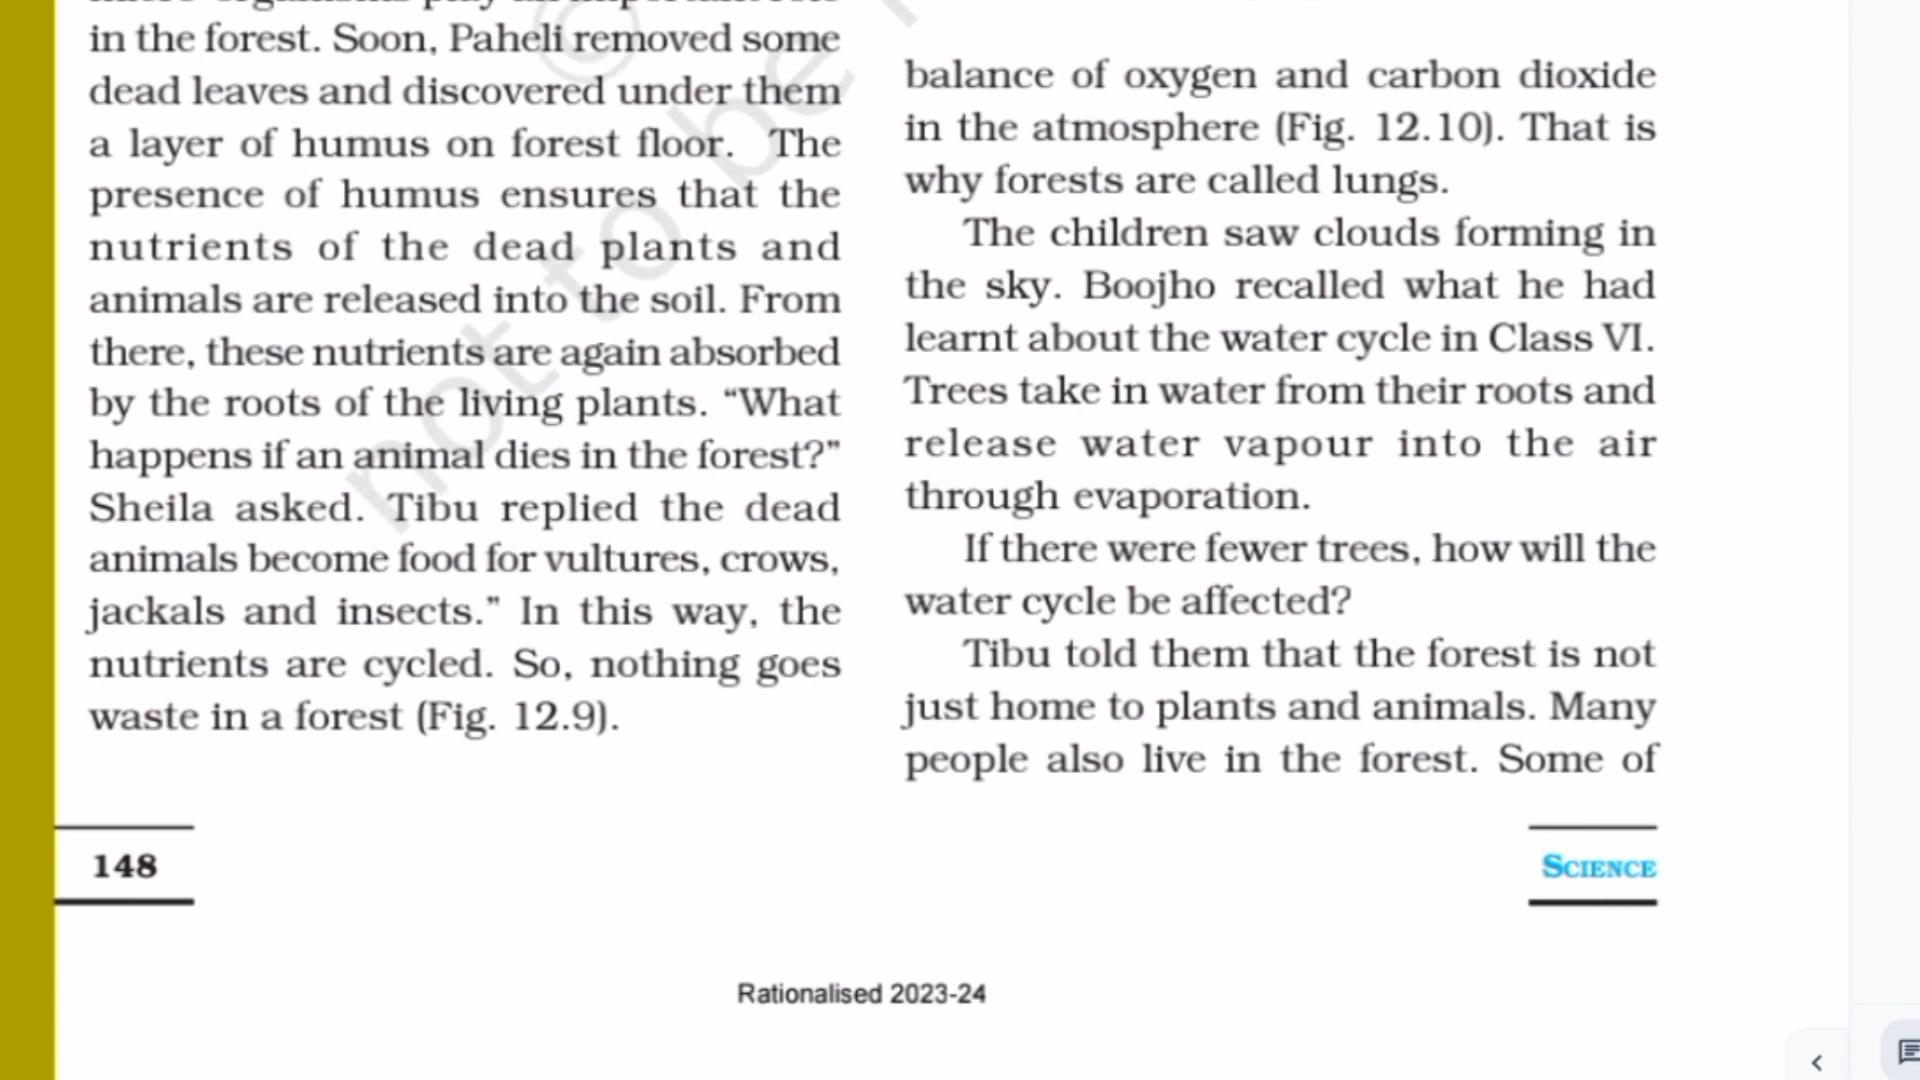 in the forest. Soon, Paheli removed some
dead leaves and discovered under them
a layer of humus on forest floor. The
presence of humus ensures that the
nutrients of the dead plants and
animals are released into the soil. From
there, these nutrients are again absorbed
by the roots of the living plants. “What
happens if an animal dies in the forest?”
Sheila asked. Tibu replied the dead
animals become food for vultures, crows,
jackals and insects.” In this way, the
nutrients are cycled. So, nothing goes
waste in a forest (Fig. 12.9).
balance of oxygen and carbon dioxide
in the atmosphere (Fig. 12.10). That is
why forests are called lungs.
The children saw clouds forming in
the sky. Boojho recalled what he had
learnt about the water cycle in Class VI.
Trees take in water from their roots and
release water vapour into the air
through evaporation.
If there were fewer trees, how will the
water cycle be affected?
Tibu told them that the forest is not
just home to plants and animals. Many
people also live in the forest. Some of
148
SCIENCE
Rationalised 2023-24
© not to be